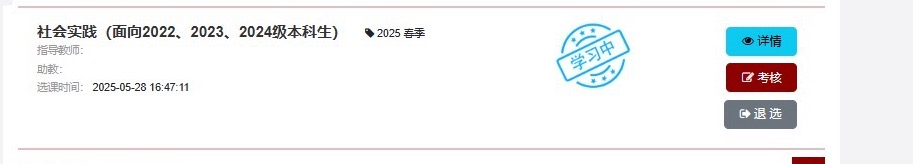 社会实践（面向2022、2023、2024级本科生） 2025 春季
指导教师:
助教:
选课时间: 2025-05-28 16:47:11
学习中
详情
考核
退 选